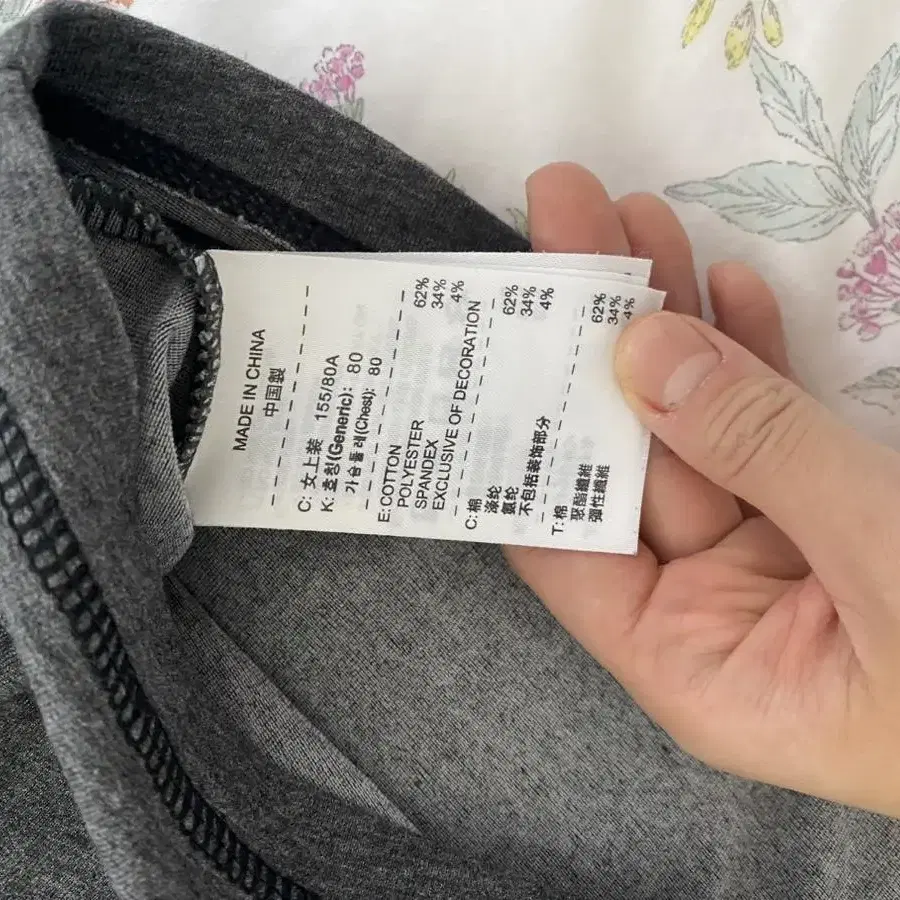 MADE IN CHINA
中国製
C: 女上装 155/80A
K: 호칭(Generic): 80
가슴둘레(Chest): 80
E: COTTON 62%
POLYESTER 34%
SPANDEX 4%
EXCLUSIVE OF DECORATION
C: 棉 62%
涤纶 34%
氨纶 4%
不包括装饰部分
T: 棉 62%
聚酯纖維 34%
彈性纖維 4%